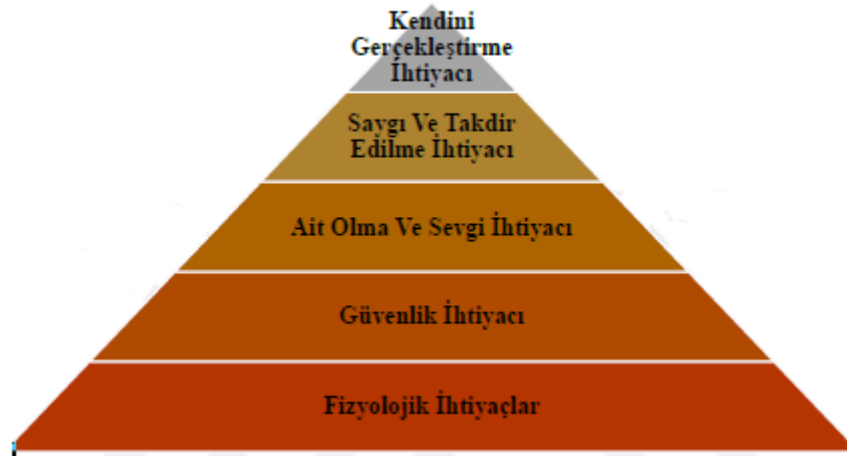 Kendini
Gerçekleştirme
İhtiyacı
Saygı Ve Takdir
Edilme İhtiyacı
Ait Olma Ve Sevgi İhtiyacı
Güvenlik İhtiyacı
Fizyolojik İhtiyaçlar